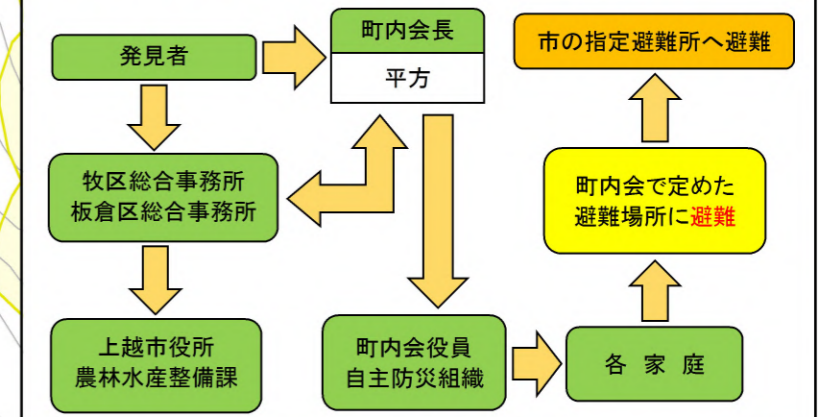 発見者
町内会長
平方
市の指定避難所へ避難
牧区総合事務所
板倉区総合事務所
町内会で定めた
避難場所に避難
上越市役所
農林水産整備課
町内会役員
自主防災組織
各 家 庭